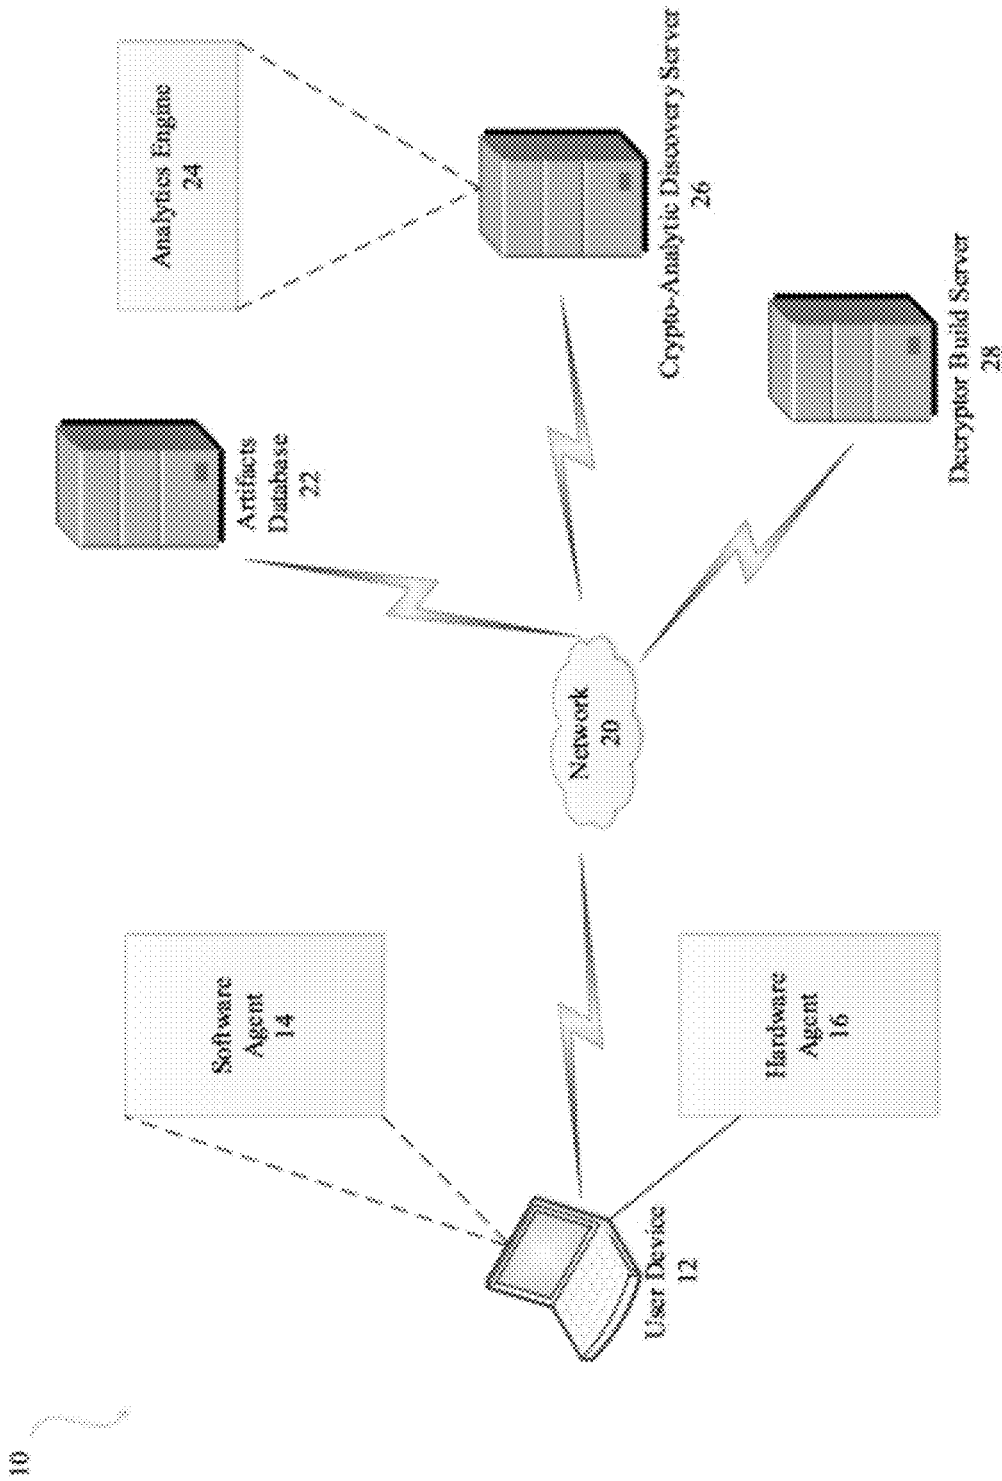 10
Software
Agent
14
User Device
12
Hardware
Agent
16
Network
20
Artifacts
Database
22
Analytics Engine
24
Crypto-Analytic Discovery Server
26
Decryptor Build Server
28